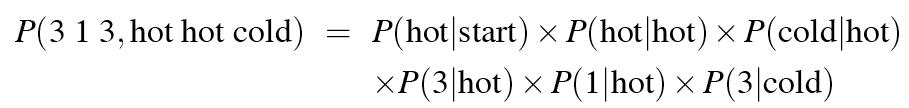 P(3 1 3, hot hot cold) = P(hot|start) × P(hot|hot) × P(cold|hot)
×P(3|hot) × P(1|hot) × P(3|cold)